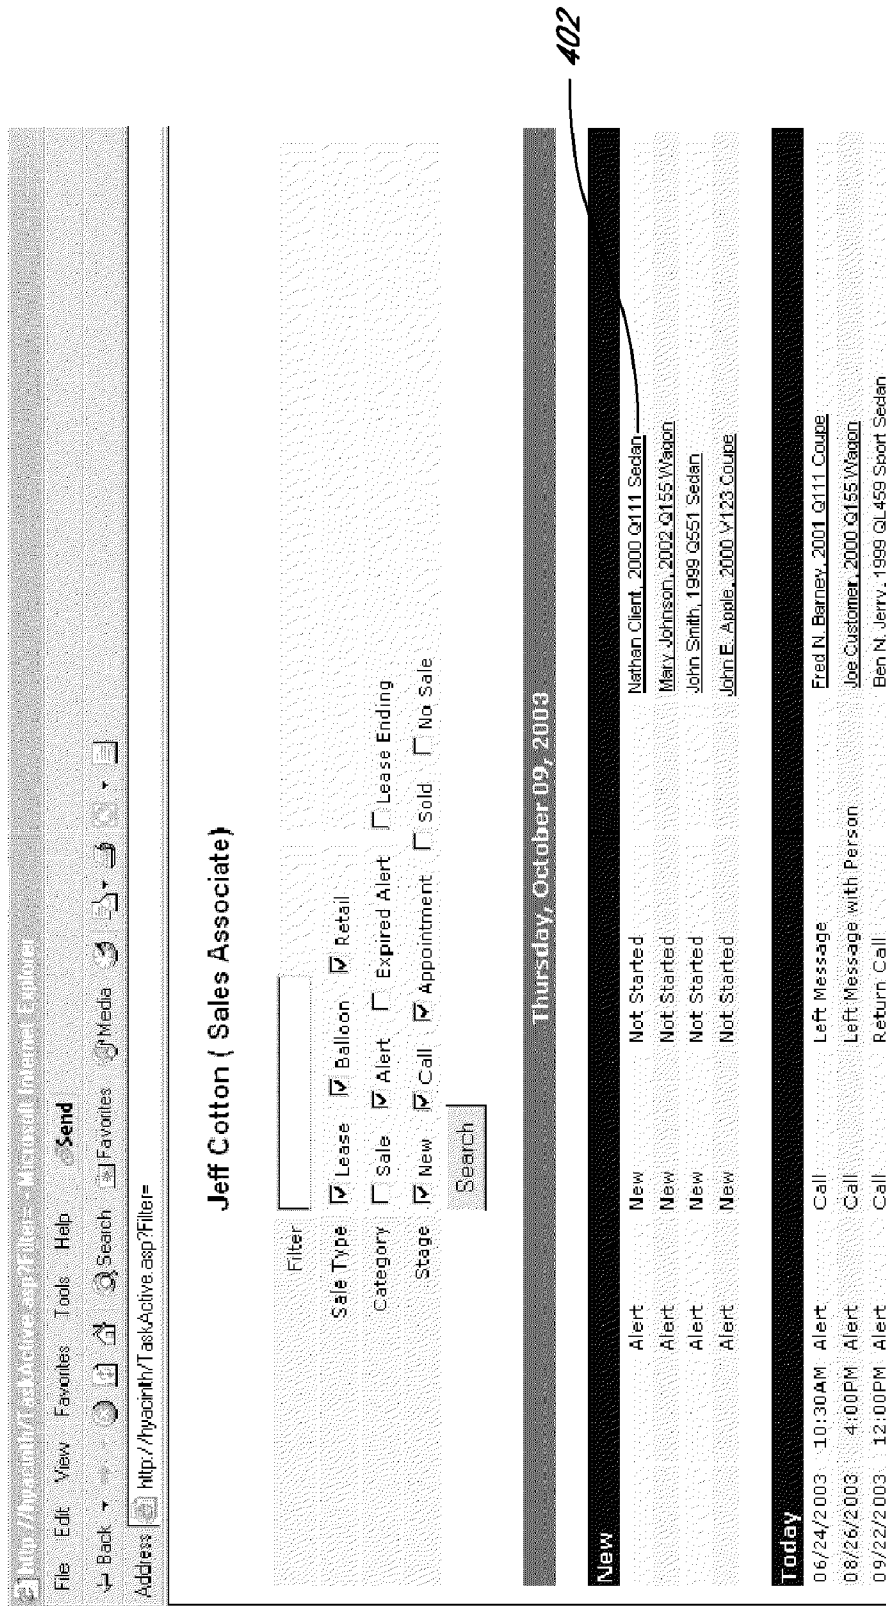 http://hyacinth/TaskActive.asp?Filter= - Microsoft Internet Explorer
File Edit View Favorites Tools Help Send
Back Search Favorites Media
Address http://hyacinth/TaskActive.asp?Filter=
Jeff Cotton ( Sales Associate)
Filter
Sale Type Lease Balloon Retail
Category Sale Alert Expired Alert Lease Ending
Stage New Call Appointment Sold No Sale
Search
Thursday, October 09, 2003
402
New
Alert New Not Started Nathan Client, 2000 Q111 Sedan
Alert New Not Started Mary Johnson, 2002 Q155 Wagon
Alert New Not Started John Smith, 1999 Q551 Sedan
Alert New Not Started John E. Apple, 2000 V123 Coupe
Today
06/24/2003 10:30AM Alert Call Left Message Fred N. Barney, 2001 Q111 Coupe
08/26/2003 4:00PM Alert Call Left Message with Person Joe Customer, 2000 Q155 Wagon
09/22/2003 12:00PM Alert Call Return Call Ben N. Jerry, 1999 QL459 Sport Sedan